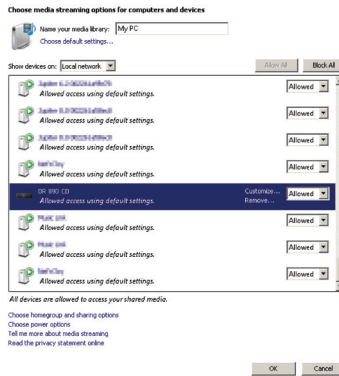 Choose media streaming options for computers and devices
Name your media library: My PC
Choose default settings...
Show devices on: Local network Allow All Block All
Allowed access using default settings. Allowed
Allowed access using default settings. Allowed
Allowed access using default settings. Allowed
Allowed access using default settings. Allowed
DR 890 CD Customize...
Allowed access using default settings. Remove... Allowed
Allowed access using default settings. Allowed
Allowed access using default settings. Allowed
Allowed access using default settings. Allowed
All devices are allowed to access your shared media.
Choose homegroup and sharing options
Choose power options
Tell me more about media streaming
Read the privacy statement online
OK Cancel